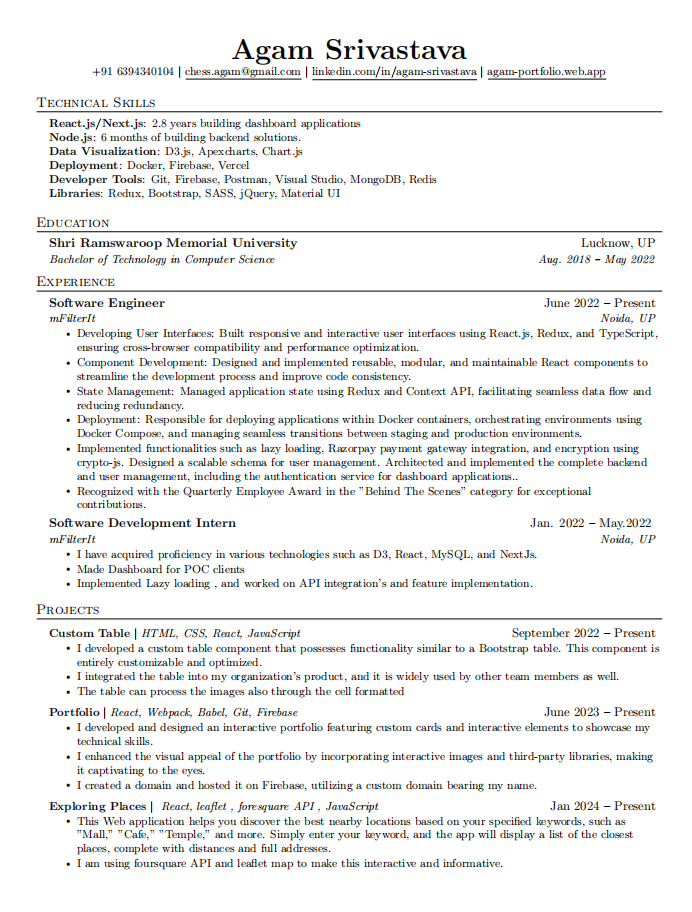 Agam Srivastava
+91 6394340104 | chess.agam@gmail.com | linkedin.com/in/agam-srivastava | agam-portfolio.web.app
Technical Skills
React.js/Next.js: 2.8 years building dashboard applications
Node.js: 6 months of building backend solutions.
Data Visualization: D3.js, Apexcharts, Chart.js
Deployment: Docker, Firebase, Vercel
Developer Tools: Git, Firebase, Postman, Visual Studio, MongoDB, Redis
Libraries: Redux, Bootstrap, SASS, jQuery, Material UI
Education
Shri Ramswaroop Memorial University Lucknow, UP
Bachelor of Technology in Computer Science Aug. 2018 – May 2022
Experience
Software Engineer June 2022 – Present
mFilterIt Noida, UP
• Developing User Interfaces: Built responsive and interactive user interfaces using React.js, Redux, and TypeScript,
ensuring cross-browser compatibility and performance optimization.
• Component Development: Designed and implemented reusable, modular, and maintainable React components to
streamline the development process and improve code consistency.
• State Management: Managed application state using Redux and Context API, facilitating seamless data flow and
reducing redundancy.
• Deployment: Responsible for deploying applications within Docker containers, orchestrating environments using
Docker Compose, and managing seamless transitions between staging and production environments.
• Implemented functionalities such as lazy loading, Razorpay payment gateway integration, and encryption using
crypto-js. Designed a scalable schema for user management. Architected and implemented the complete backend
and user management, including the authentication service for dashboard applications..
• Recognized with the Quarterly Employee Award in the "Behind The Scenes" category for exceptional
contributions.
Software Development Intern Jan. 2022 – May.2022
mFilterIt Noida, UP
• I have acquired proficiency in various technologies such as D3, React, MySQL, and NextJs.
• Made Dashboard for POC clients
• Implemented Lazy loading , and worked on API integration's and feature implementation.
Projects
Custom Table | HTML, CSS, React, JavaScript September 2022 – Present
• I developed a custom table component that possesses functionality similar to a Bootstrap table. This component is
entirely customizable and optimized.
• I integrated the table into my organization's product, and it is widely used by other team members as well.
• The table can process the images also through the cell formatted
Portfolio | React, Webpack, Babel, Git, Firebase June 2023 – Present
• I developed and designed an interactive portfolio featuring custom cards and interactive elements to showcase my
technical skills.
• I enhanced the visual appeal of the portfolio by incorporating interactive images and third-party libraries, making
it captivating to the eyes.
• I created a domain and hosted it on Firebase, utilizing a custom domain bearing my name.
Exploring Places | React, leaflet , foresquare API , JavaScript Jan 2024 – Present
• This Web application helps you discover the best nearby locations based on your specified keywords, such as
"Mall," "Cafe," "Temple," and more. Simply enter your keyword, and the app will display a list of the closest
places, complete with distances and full addresses.
• I am using foursquare API and leaflet map to make this interactive and informative.